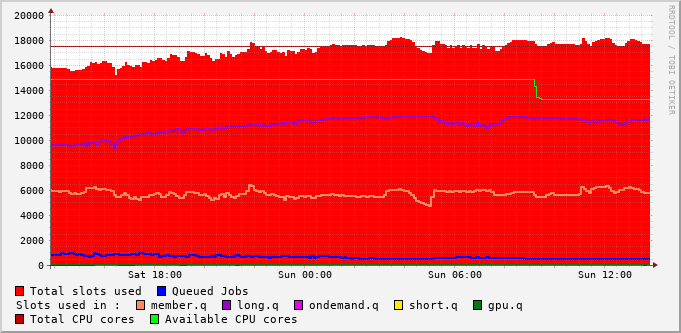 20000
18000
16000
14000
12000
10000
8000
6000
4000
2000
0
Sat 18:00 Sun 00:00 Sun 06:00 Sun 12:00
Total slots used Queued Jobs
Slots used in : member.q long.q ondemand.q short.q gpu.q
Total CPU cores Available CPU cores
RRDTOOL / TOBI OETIKER